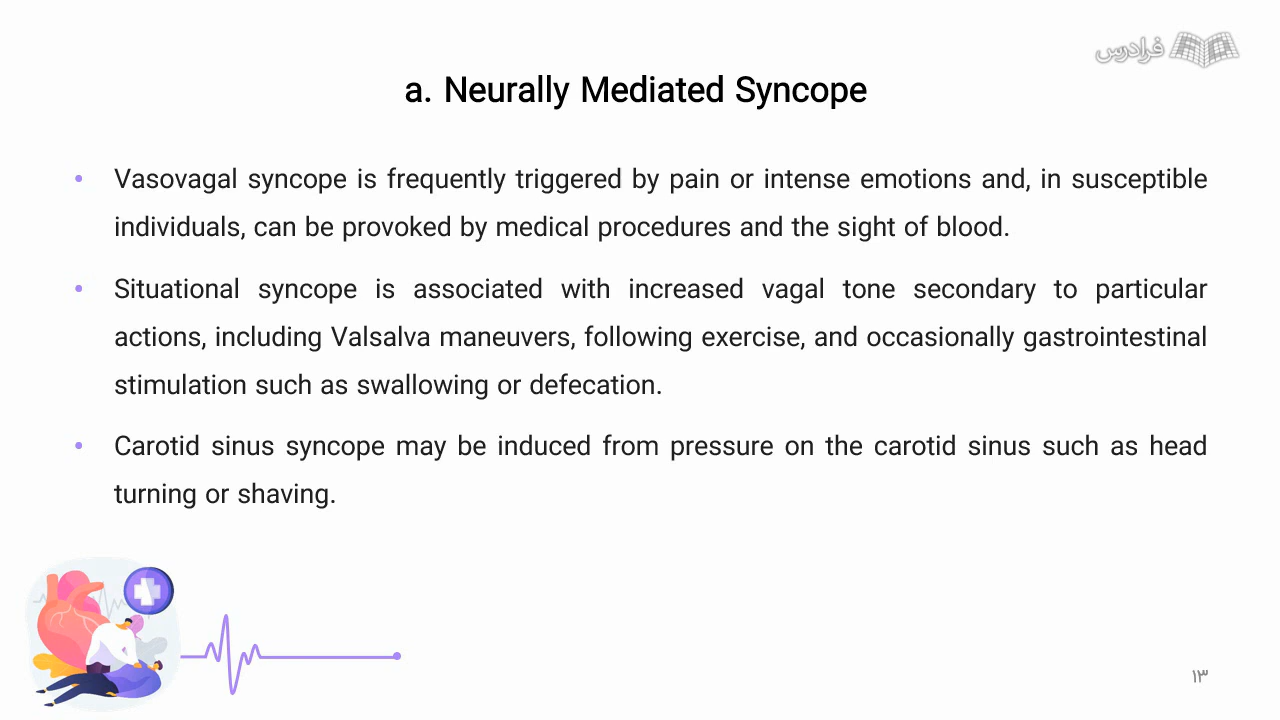 فرادرس
a. Neurally Mediated Syncope
• Vasovagal syncope is frequently triggered by pain or intense emotions and, in susceptible
individuals, can be provoked by medical procedures and the sight of blood.
• Situational syncope is associated with increased vagal tone secondary to particular
actions, including Valsalva maneuvers, following exercise, and occasionally gastrointestinal
stimulation such as swallowing or defecation.
• Carotid sinus syncope may be induced from pressure on the carotid sinus such as head
turning or shaving.
۱۳